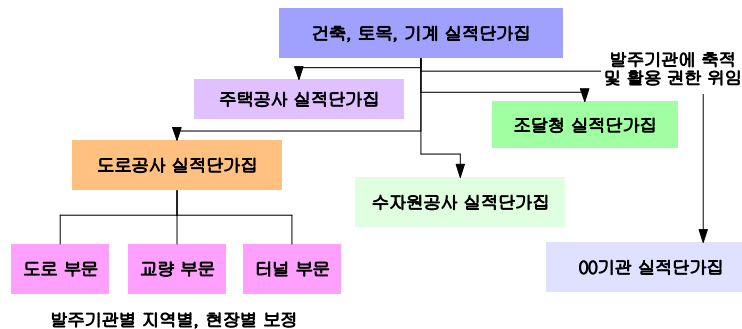 건축, 토목, 기계 실적단가집
발주기관에 축적
및 활용 권한 위임
주택공사 실적단가집
조달청 실적단가집
도로공사 실적단가집
수자원공사 실적단가집
도로 부문
교량 부문
터널 부문
00기관 실적단가집
발주기관별 지역별, 현장별 보정